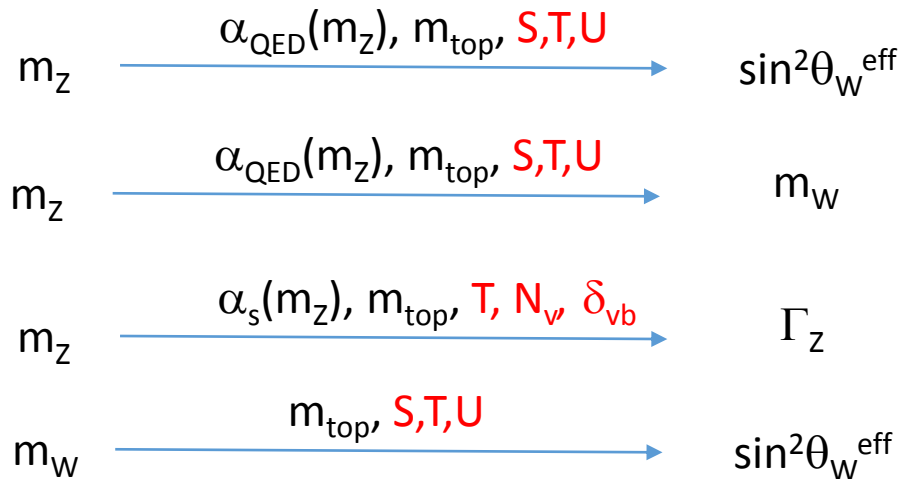 α_QED(m_Z), m_top, S,T,U
m_Z sin²θ_W^eff
α_QED(m_Z), m_top, S,T,U
m_Z m_W
α_s(m_Z), m_top, T, N_ν, δ_νb
m_Z Γ_Z
m_top, S,T,U
m_W sin²θ_W^eff